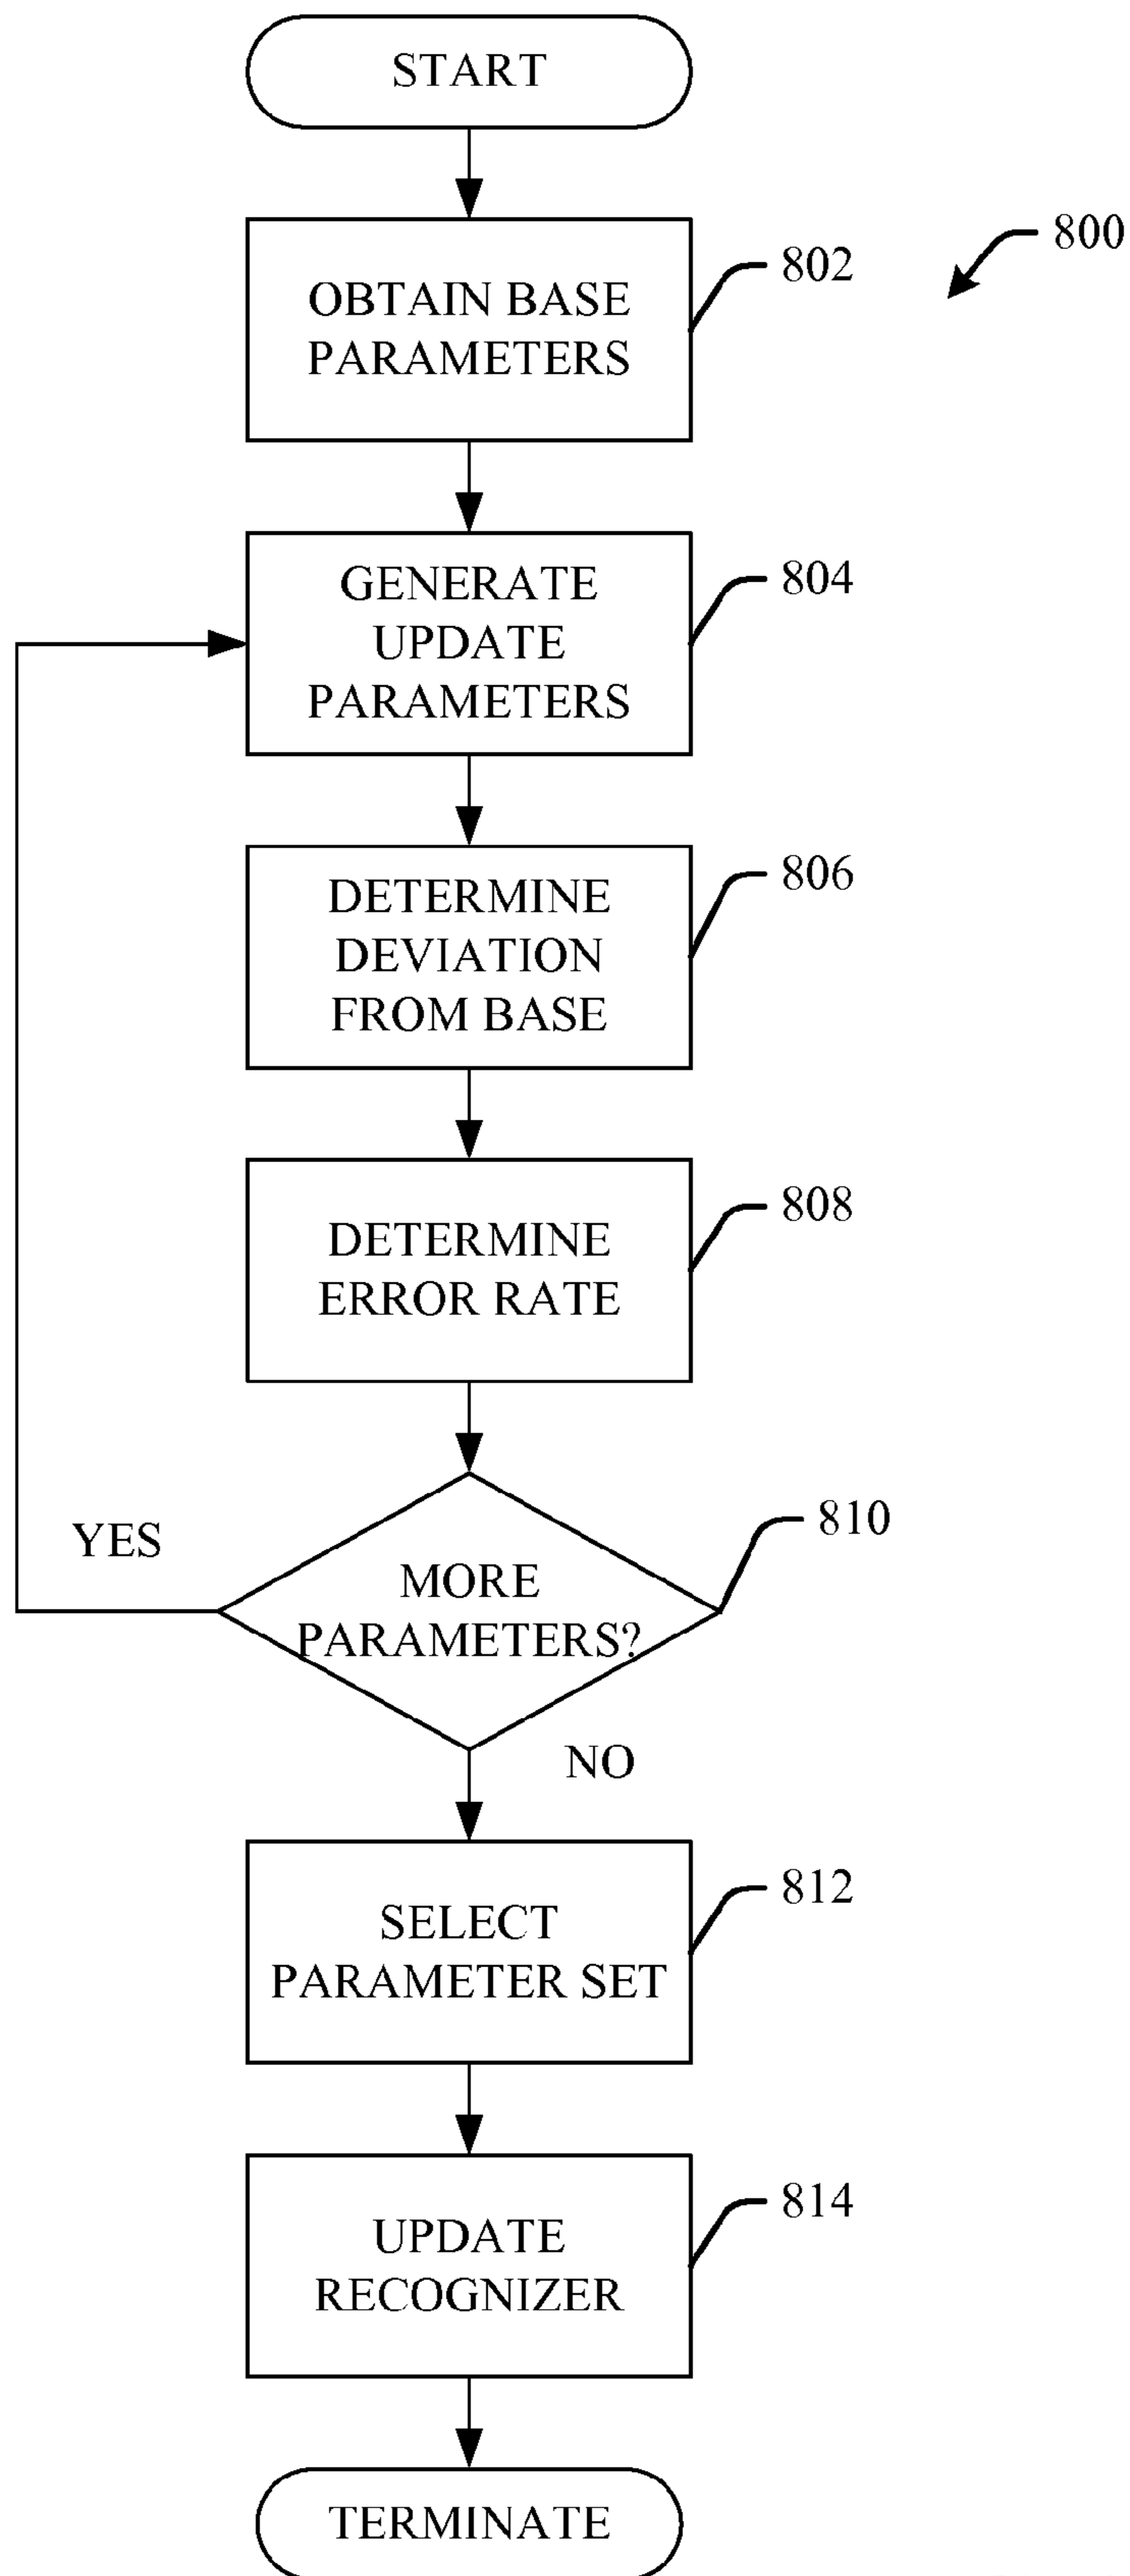 START
800
802
OBTAIN BASE
PARAMETERS
804
GENERATE
UPDATE
PARAMETERS
806
DETERMINE
DEVIATION
FROM BASE
808
DETERMINE
ERROR RATE
810
YES
MORE
PARAMETERS?
NO
812
SELECT
PARAMETER SET
814
UPDATE
RECOGNIZER
TERMINATE